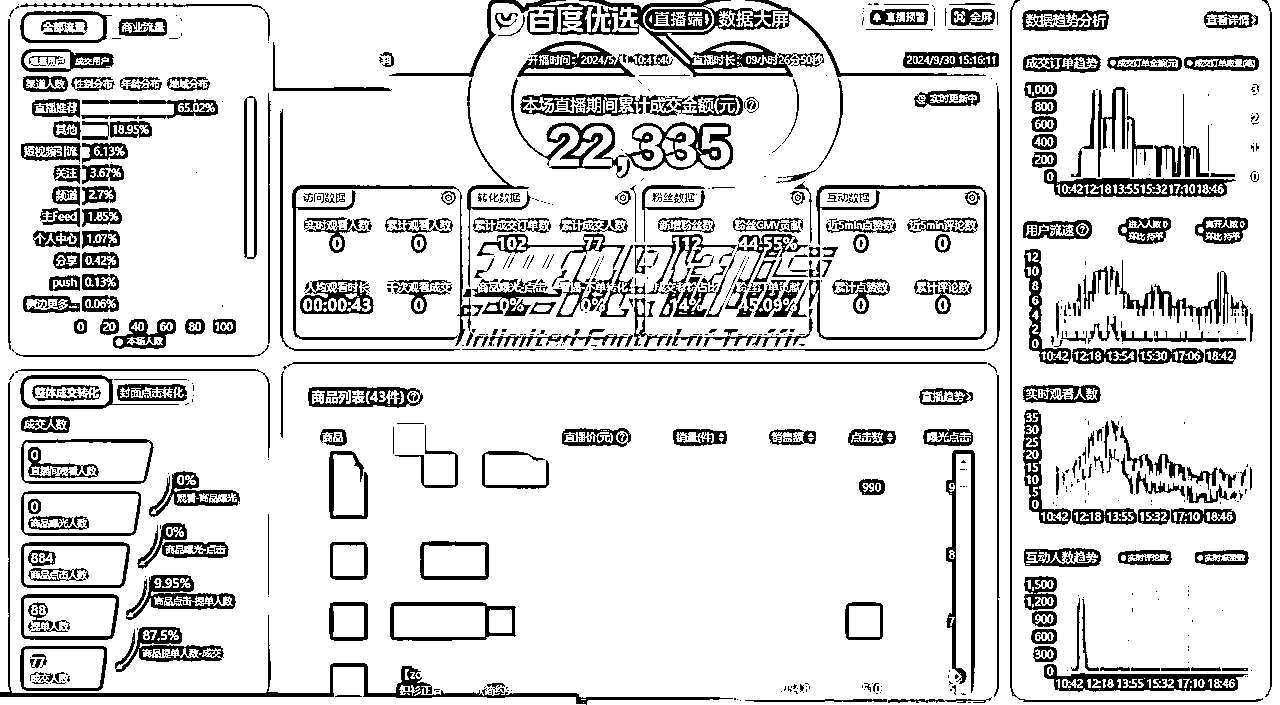 百度优选 直播端 数据大屏
直播预警 全屏
开播时间：2024/5/11 10:41:40 直播时长：09小时26分50秒
2024/9/30 15:16:11
本场直播期间累计成交金额(元)
22,335
实时更新中
全部流量 商业流量
成交用户
渠道人数 性别分布 年龄分布 地域分布
直播推荐 65.02%
其他 18.95%
短视频引流 6.13%
关注 3.67%
频道 2.7%
主Feed 1.85%
个人中心 1.07%
分享 0.42%
push 0.13%
0.06%
0 20 40 60 80 100
本场人数
访问数据
实时观看人数 累计观看人数
0 0
人均观看时长 千次观看成交
00:00:43 0
转化数据
累计成交订单数 累计成交人数
102 77
商品曝光-点击
0% 0%
粉丝数据
新增粉丝数 粉丝GMV贡献
112 44.55%
14% 45.09%
互动数据
近5min点赞数 近5min评论数
0 0
累计点赞数 累计评论数
0 0
Unlimited Control of Traffic
整体成交转化 封面点击转化
成交人数
0
直播间观看人数
0%
观看-商品曝光
0
商品曝光人数
0%
商品曝光-点击
884
商品点击人数
9.95%
商品点击-提单人数
88
提单人数
87.5%
商品提单人数-成交
77
成交人数
商品列表(43件)
直播趋势
商品 直播价(元) 销量(件) 销售数 点击数 曝光点击
990 9
8
7
510
数据趋势分析 查看详情
成交订单趋势 成交订单金额(元) 成交订单数量(单)
1,000
800
600
400
200
0
3
2
1
0
10:42 12:18 13:55 15:32 17:10 18:46
用户流速 进入人数 0 离开人数 0
12
10
8
6
4
2
0
10:42 12:18 13:54 15:30 17:06 18:42
实时观看人数
35
30
25
20
15
10
5
0
10:42 12:18 13:55 15:32 17:10 18:46
互动人数趋势 实时评论数 实时点赞数
1,500
1,200
900
600
300
0
10:42 12:18 13:55 15:32 17:10 18:46